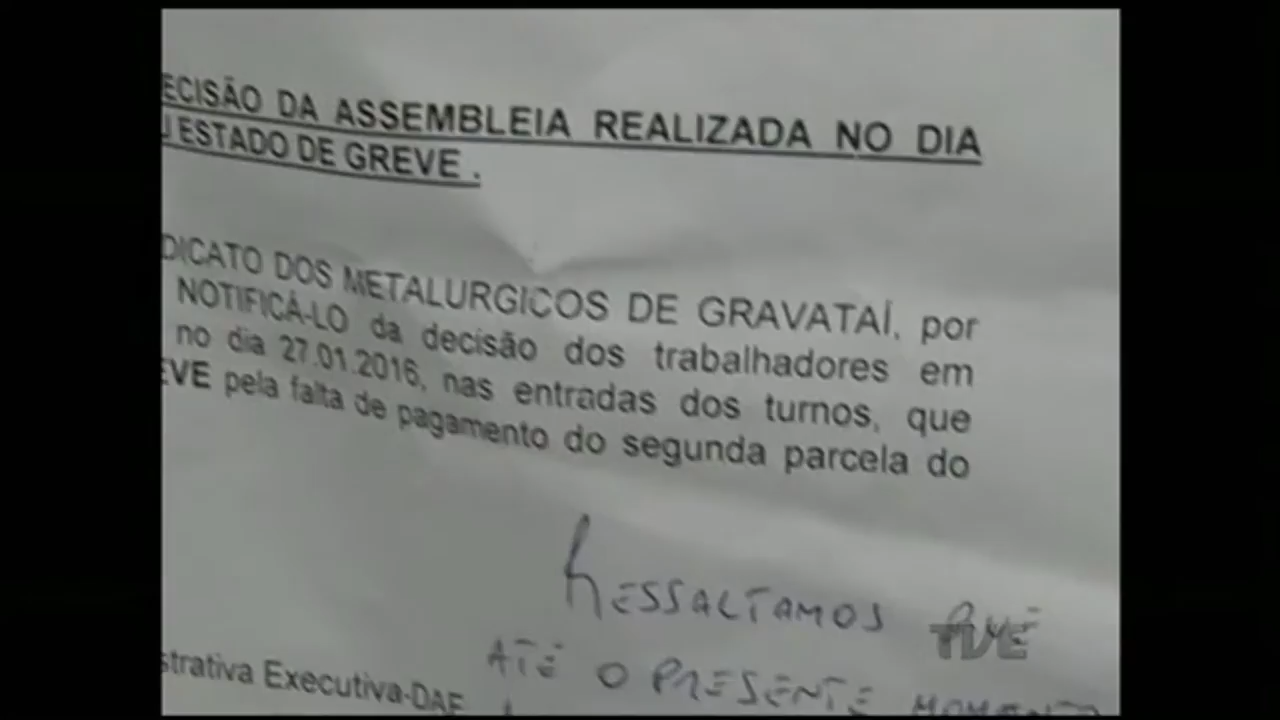 ECISÃO DA ASSEMBLEIA REALIZADA NO DIA
U ESTADO DE GREVE .
DICATO DOS METALURGICOS DE GRAVATAÍ, por
NOTIFICÁ-LO da decisão dos trabalhadores em
no dia 27.01.2016, nas entradas dos turnos, que
EVE pela falta de pagamento do segunda parcela do
RESSALTAMOS QUE
TVE
ATÉ O PRESENTE MOMENTO
strativa Executiva-DAF